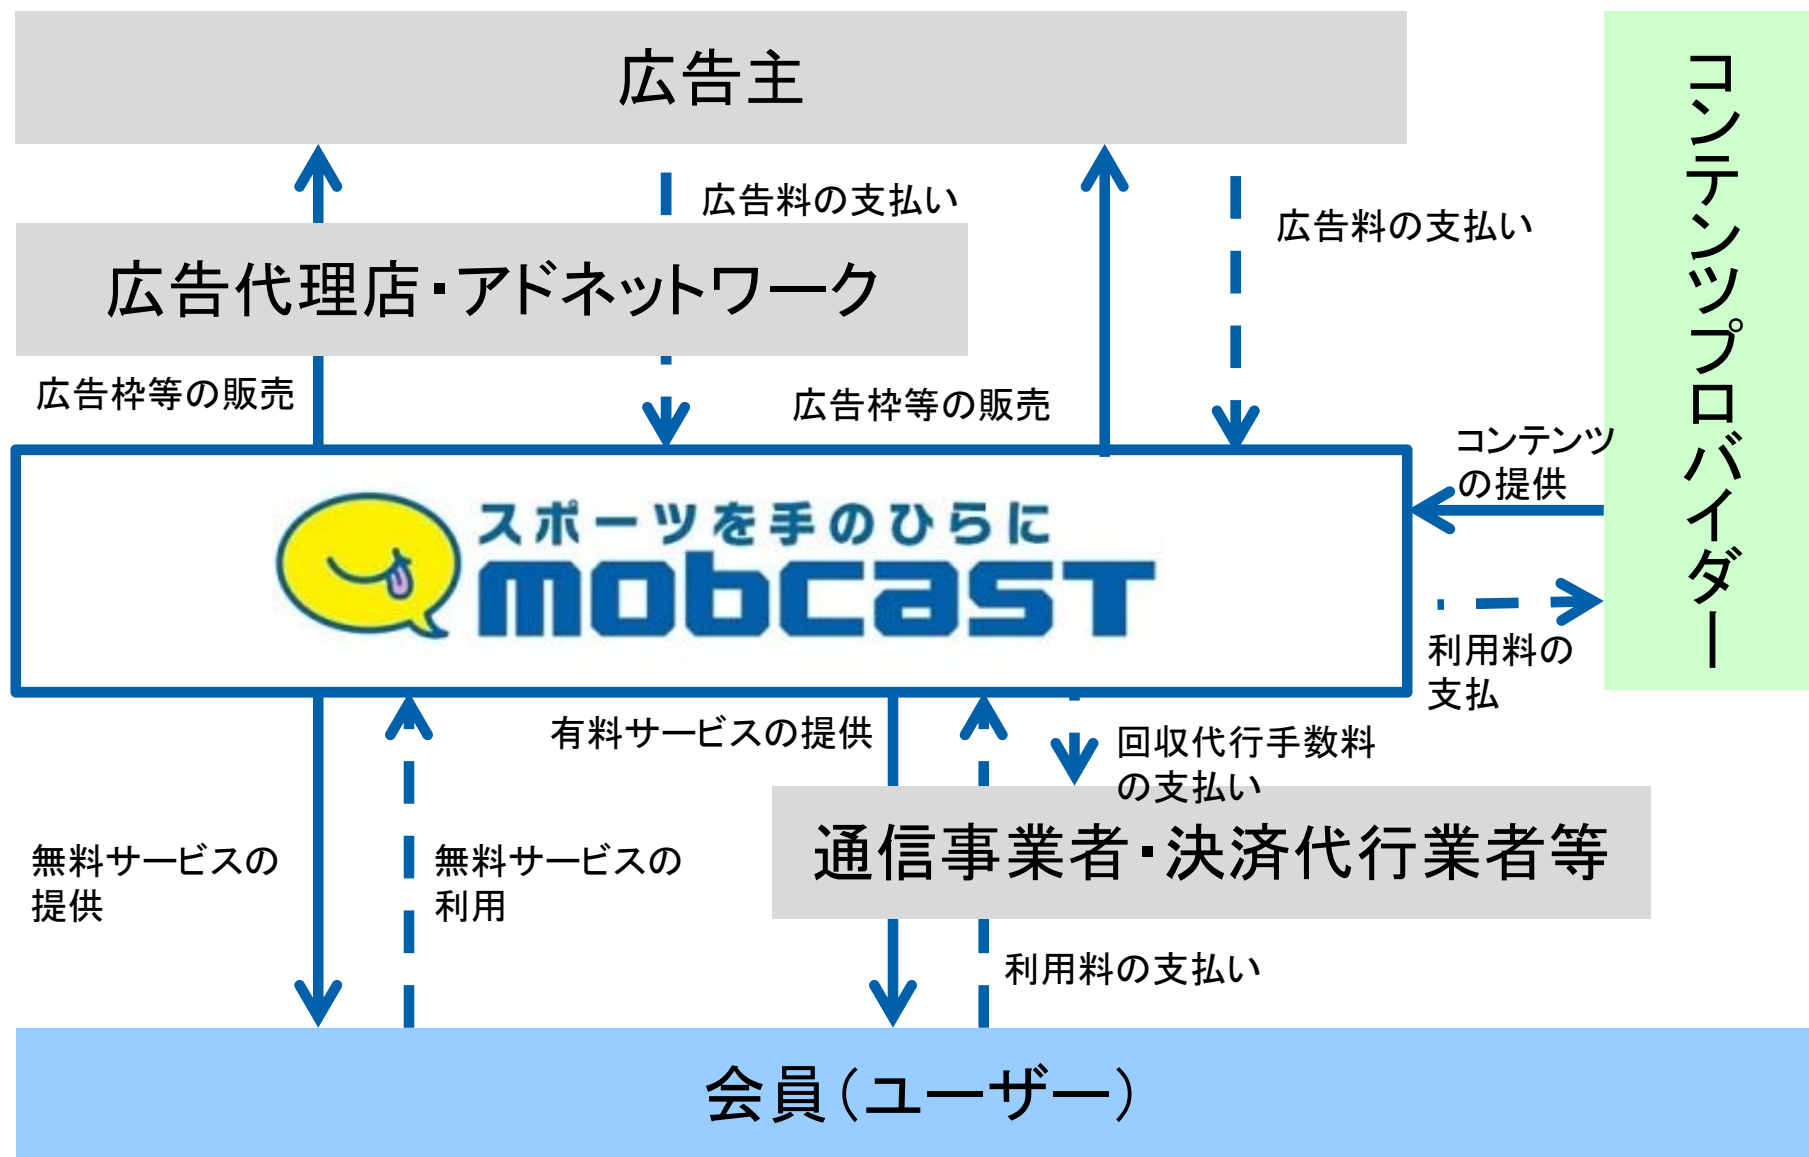 広告主
コンテンツプロバイダー
広告料の支払い
広告料の支払い
広告代理店・アドネットワーク
広告枠等の販売
広告枠等の販売
コンテンツ
の提供
スポーツを手のひらに
mobcast
利用料の
支払
有料サービスの提供
回収代行手数料
の支払い
通信事業者・決済代行業者等
無料サービスの
提供
無料サービスの
利用
利用料の支払い
会員(ユーザー)